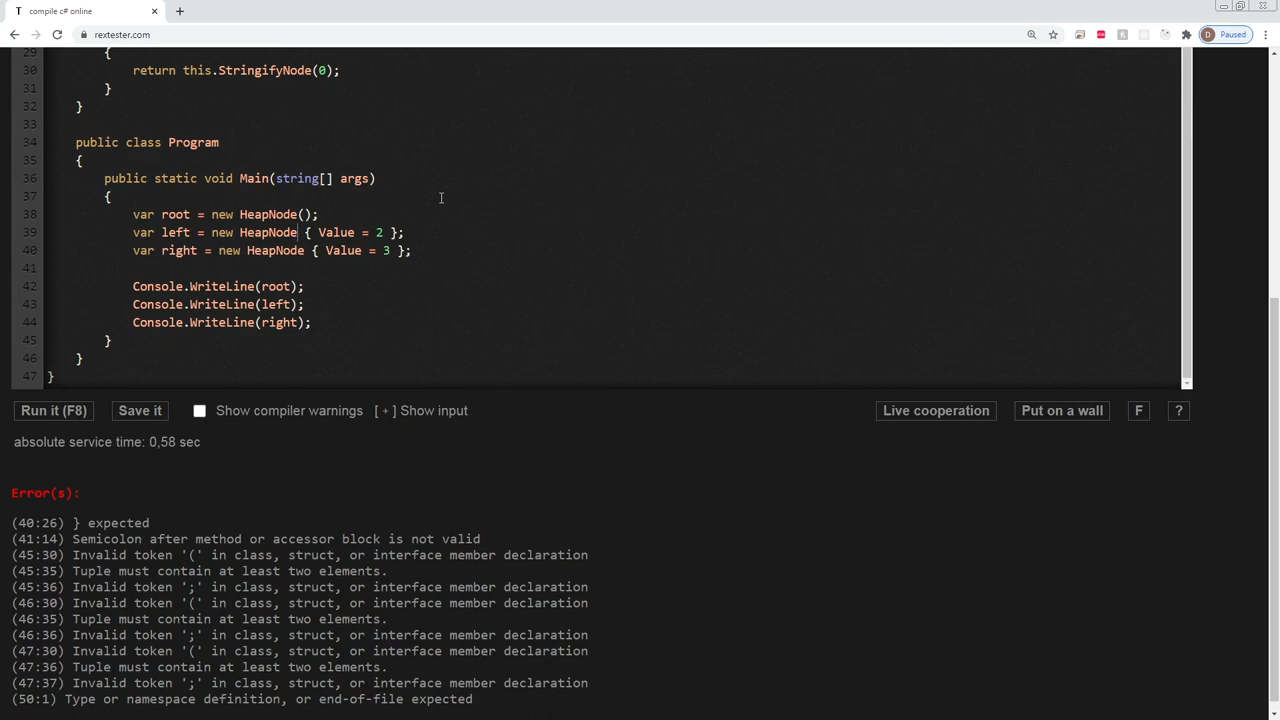 T compile c# online × +
rextester.com D Paused
29 {
30 return this.StringifyNode(0);
31 }
32 }
33
34 public class Program
35 {
36 public static void Main(string[] args)
37 {
38 var root = new HeapNode();
39 var left = new HeapNode { Value = 2 };
40 var right = new HeapNode { Value = 3 };
41
42 Console.WriteLine(root);
43 Console.WriteLine(left);
44 Console.WriteLine(right);
45 }
46 }
47 }
Run it (F8) Save it Show compiler warnings [ + ] Show input Live cooperation Put on a wall F ?
absolute service time: 0,58 sec
Error(s):
(40:26) } expected
(41:14) Semicolon after method or accessor block is not valid
(45:30) Invalid token '(' in class, struct, or interface member declaration
(45:35) Tuple must contain at least two elements.
(45:36) Invalid token ';' in class, struct, or interface member declaration
(46:30) Invalid token '(' in class, struct, or interface member declaration
(46:35) Tuple must contain at least two elements.
(46:36) Invalid token ';' in class, struct, or interface member declaration
(47:30) Invalid token '(' in class, struct, or interface member declaration
(47:36) Tuple must contain at least two elements.
(47:37) Invalid token ';' in class, struct, or interface member declaration
(50:1) Type or namespace definition, or end-of-file expected